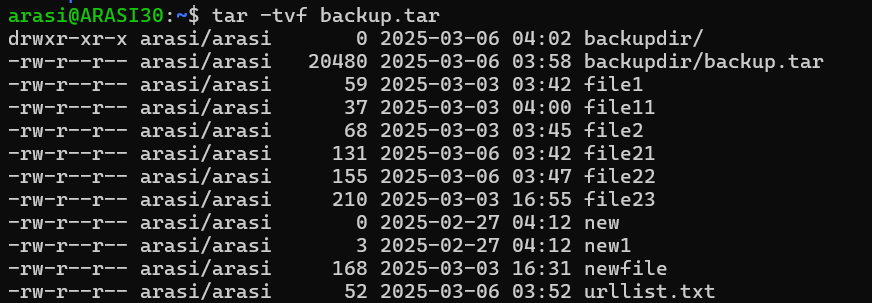 arasi@ARASI30:~$ tar -tvf backup.tar
drwxr-xr-x arasi/arasi       0 2025-03-06 04:02 backupdir/
-rw-r--r-- arasi/arasi   20480 2025-03-06 03:58 backupdir/backup.tar
-rw-r--r-- arasi/arasi      59 2025-03-03 03:42 file1
-rw-r--r-- arasi/arasi      37 2025-03-03 04:00 file11
-rw-r--r-- arasi/arasi      68 2025-03-03 03:45 file2
-rw-r--r-- arasi/arasi     131 2025-03-06 03:42 file21
-rw-r--r-- arasi/arasi     155 2025-03-06 03:47 file22
-rw-r--r-- arasi/arasi     210 2025-03-03 16:55 file23
-rw-r--r-- arasi/arasi       0 2025-02-27 04:12 new
-rw-r--r-- arasi/arasi       3 2025-02-27 04:12 new1
-rw-r--r-- arasi/arasi     168 2025-03-03 16:31 newfile
-rw-r--r-- arasi/arasi      52 2025-03-06 03:52 urllist.txt